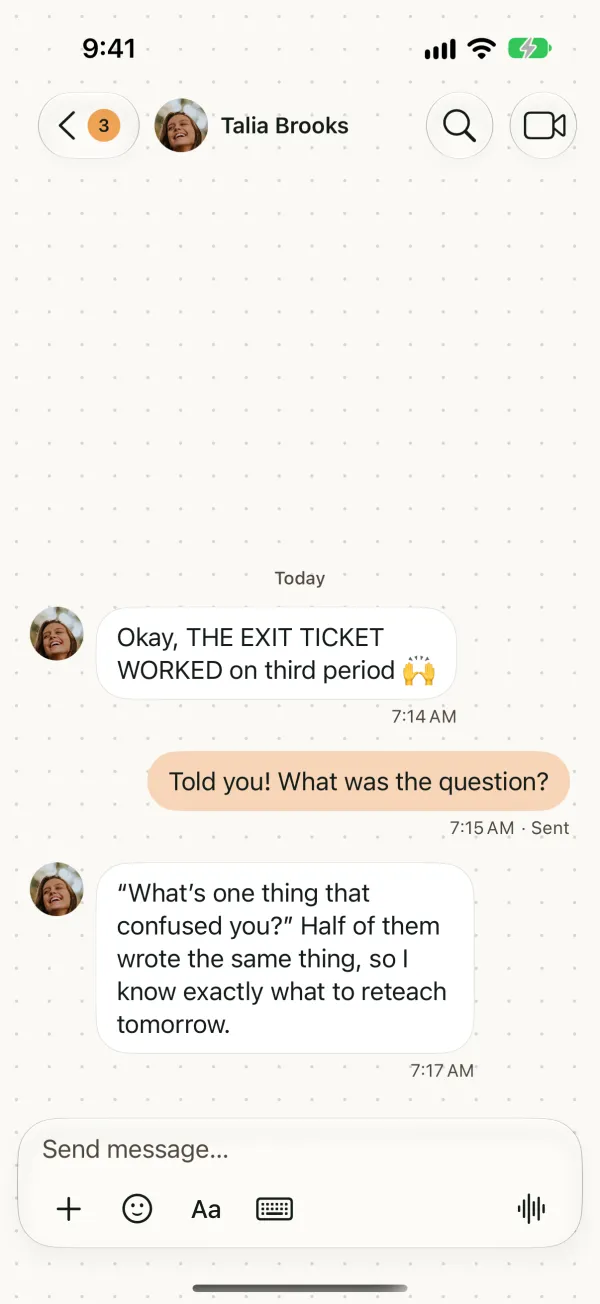 9:41
3
Talia Brooks
Today
Okay, THE EXIT TICKET
WORKED on third period 🙌
7:14 AM
Told you! What was the question?
7:15 AM · Sent
“What’s one thing that
confused you?” Half of them
wrote the same thing, so I
know exactly what to reteach
tomorrow.
7:17 AM
Send message...
Aa